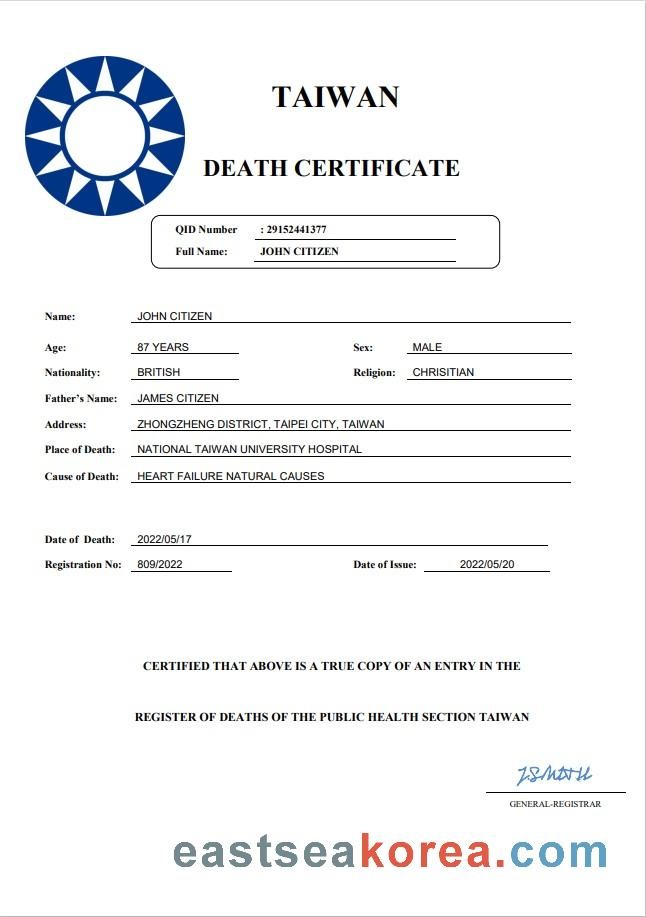 TAIWAN
DEATH CERTIFICATE
QID Number : 29152441377
Full Name: JOHN CITIZEN
Name: JOHN CITIZEN
Age: 87 YEARS Sex: MALE
Nationality: BRITISH Religion: CHRISITIAN
Father's Name: JAMES CITIZEN
Address: ZHONGZHENG DISTRICT, TAIPEI CITY, TAIWAN
Place of Death: NATIONAL TAIWAN UNIVERSITY HOSPITAL
Cause of Death: HEART FAILURE NATURAL CAUSES
Date of Death: 2022/05/17
Registration No: 809/2022 Date of Issue: 2022/05/20
CERTIFIED THAT ABOVE IS A TRUE COPY OF AN ENTRY IN THE
REGISTER OF DEATHS OF THE PUBLIC HEALTH SECTION TAIWAN
GENERAL-REGISTRAR
eastseakorea.com